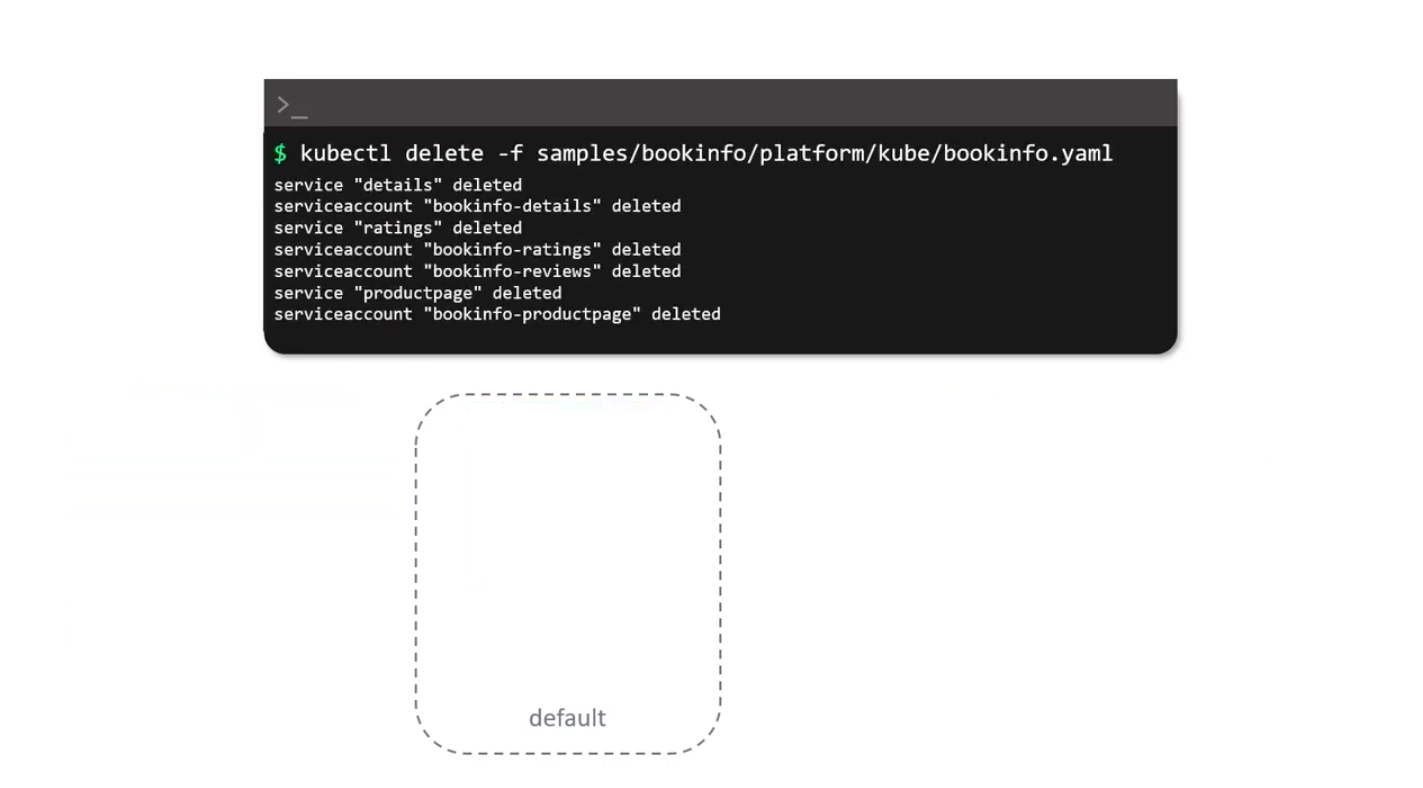 >_
$ kubectl delete -f samples/bookinfo/platform/kube/bookinfo.yaml
service "details" deleted
serviceaccount "bookinfo-details" deleted
service "ratings" deleted
serviceaccount "bookinfo-ratings" deleted
serviceaccount "bookinfo-reviews" deleted
service "productpage" deleted
serviceaccount "bookinfo-productpage" deleted
default